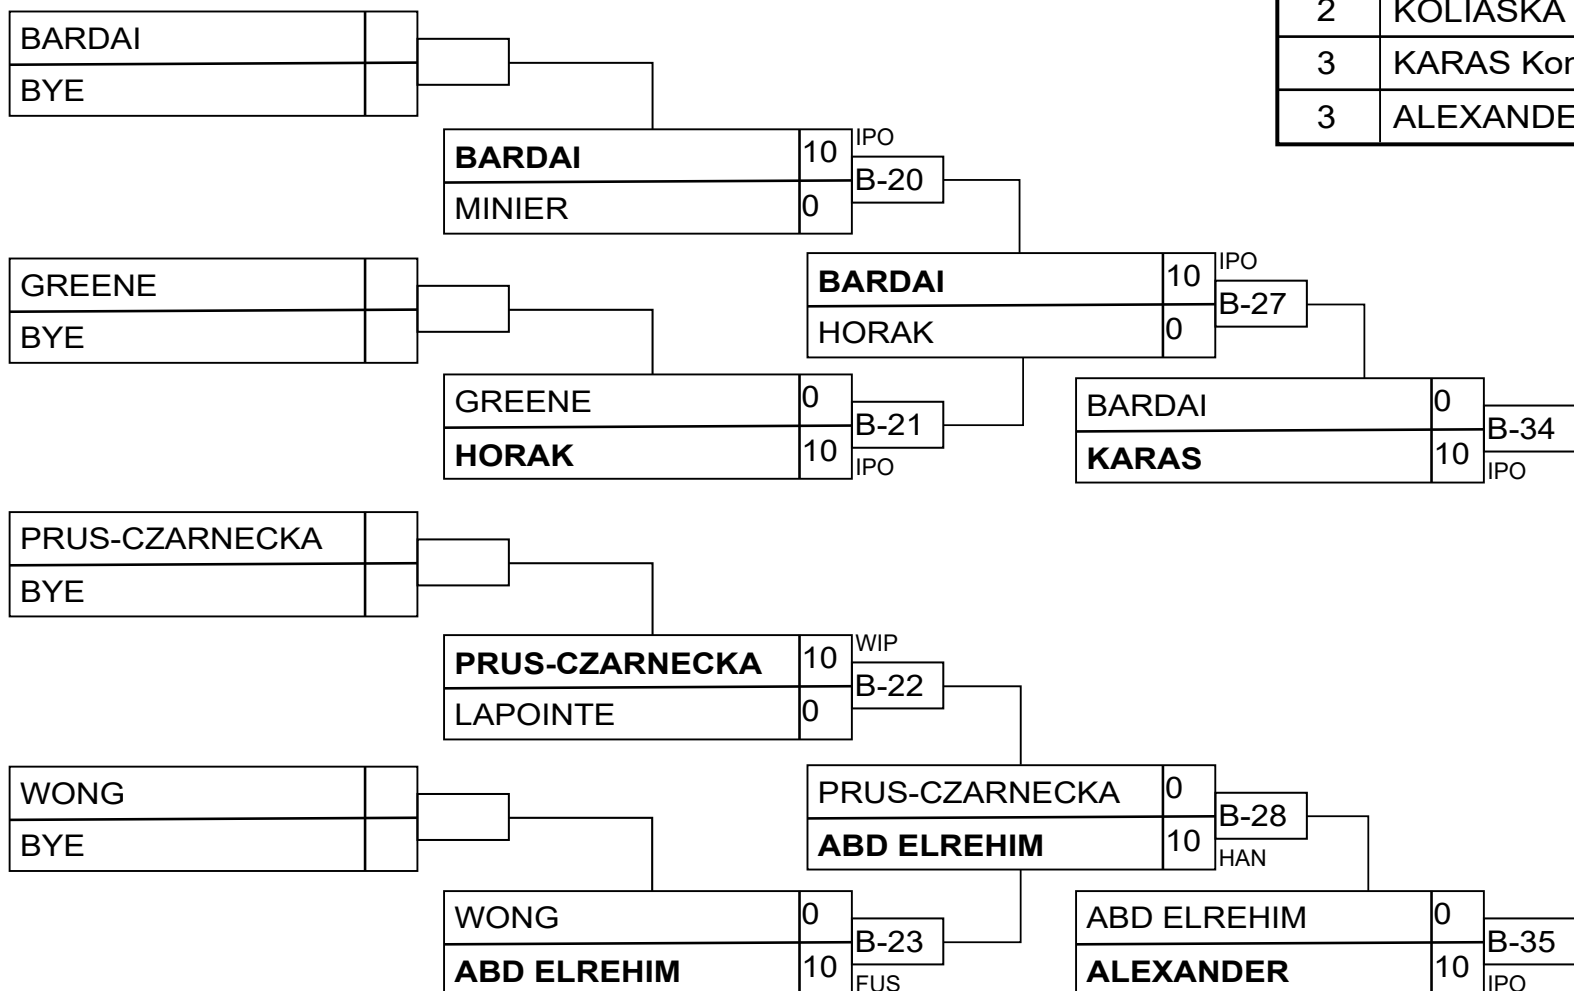 2 KOLIASKA
3 KARAS Kor
3 ALEXANDE
BARDAI
BYE
BARDAI 10 IPO
B-20
MINIER 0
GREENE
BYE
BARDAI 10 IPO
B-27
HORAK 0
GREENE 0
B-21
HORAK 10 IPO
BARDAI 0
B-34
KARAS 10 IPO
PRUS-CZARNECKA
BYE
PRUS-CZARNECKA 10 WIP
B-22
LAPOINTE 0
WONG
BYE
PRUS-CZARNECKA 0
B-28
ABD ELREHIM 10 HAN
WONG 0
B-23
ABD ELREHIM 10 FUS
ABD ELREHIM 0
B-35
ALEXANDER 10 IPO